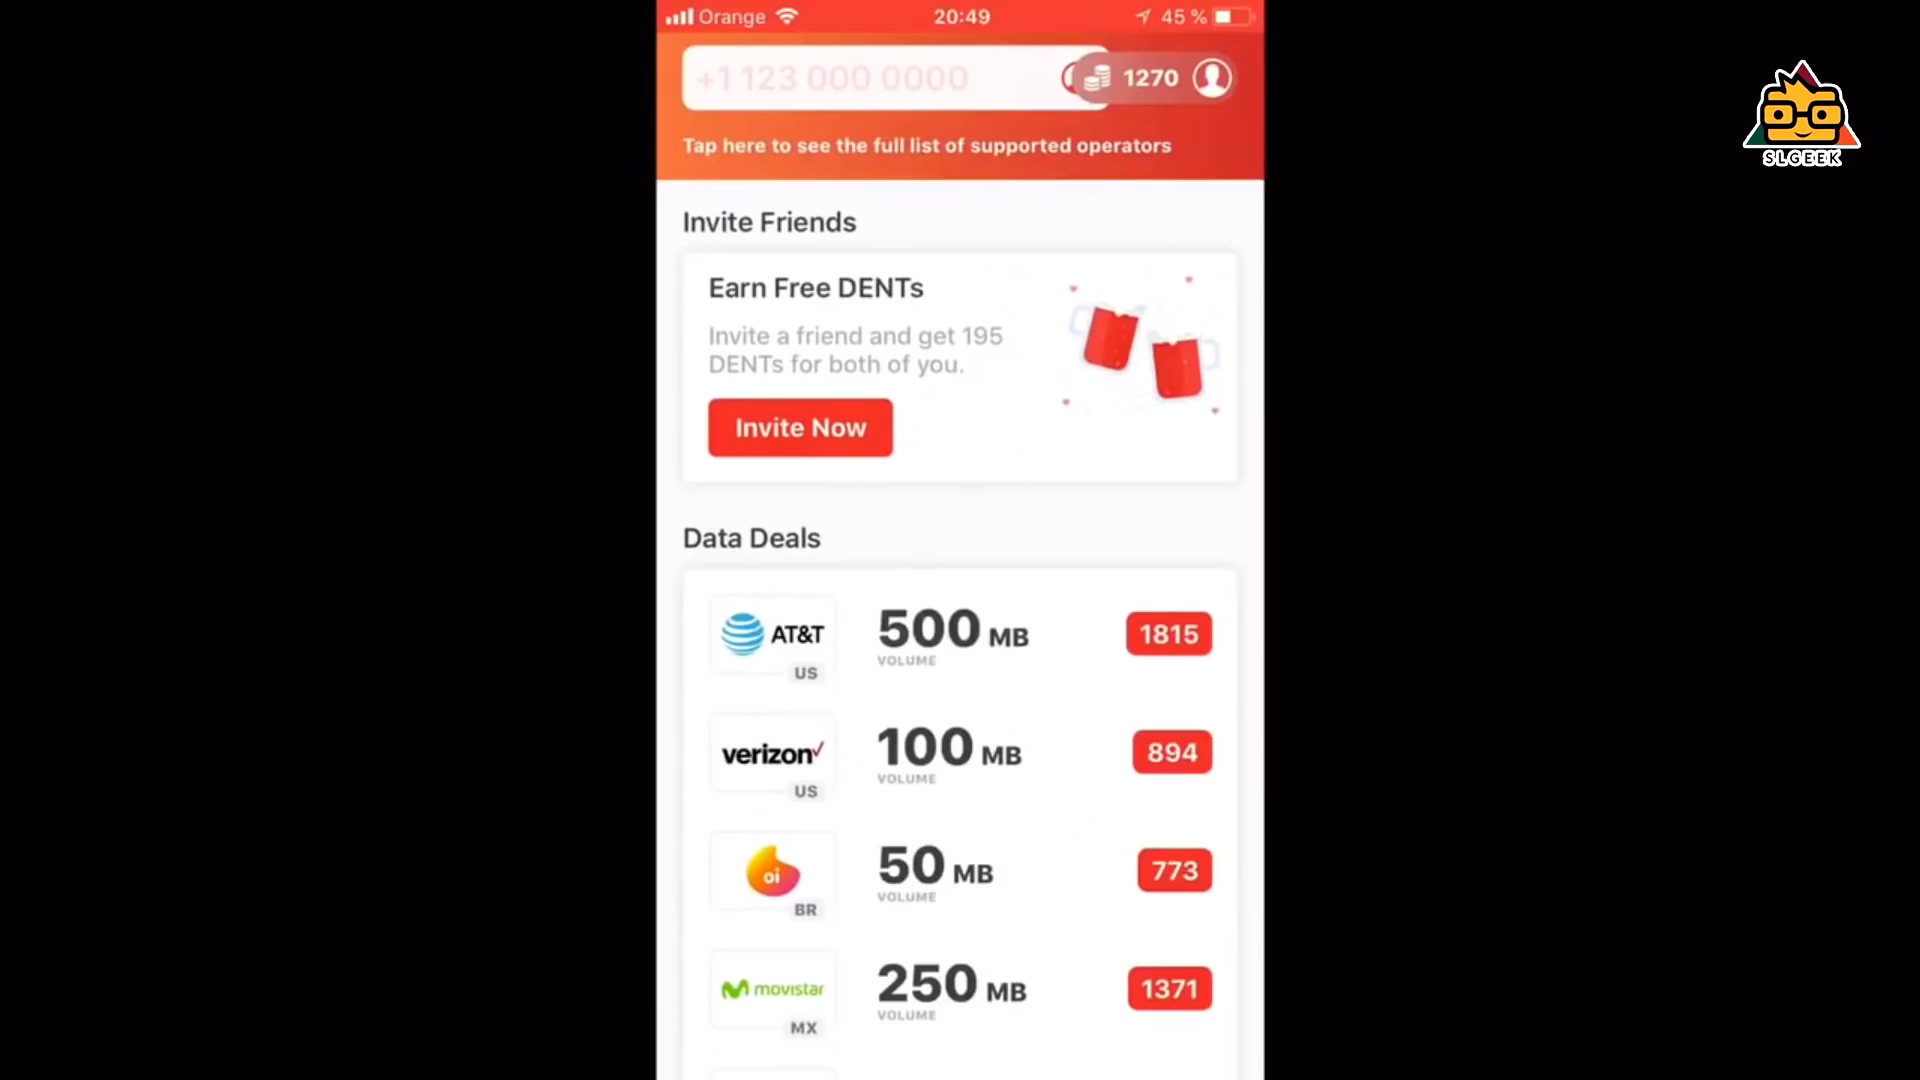 Orange 20:49 45 %
+1 123 000 0000 1270
Tap here to see the full list of supported operators
SLGEEK
Invite Friends
Earn Free DENTs
Invite a friend and get 195
DENTs for both of you.
Invite Now
Data Deals
AT&T 500 MB 1815
VOLUME
US
verizon 100 MB 894
VOLUME
US
oi 50 MB 773
VOLUME
BR
movistar 250 MB 1371
VOLUME
MX